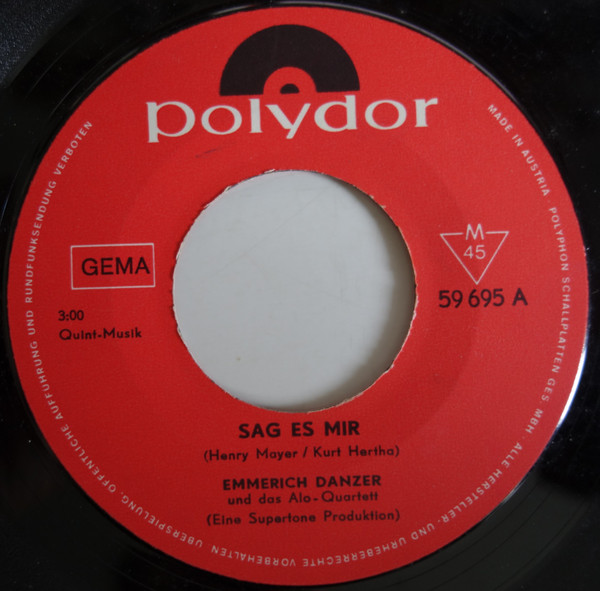 polydor
GEMA
M
45
59 695 A
3:00
Quint-Musik
SAG ES MIR
(Henry Mayer / Kurt Hertha)
EMMERICH DANZER
und das Alo-Quartett
(Eine Supertone Produktion)
MADE IN AUSTRIA · POLYPHON SCHALLPLATTEN GES. MBH. ALLE HERSTELLER- UND URHEBERRECHTE VORBEHALTEN. ÜBERSPIELUNG, ÖFFENTLICHE AUFFÜHRUNG UND RUNDFUNKSENDUNG VERBOTEN